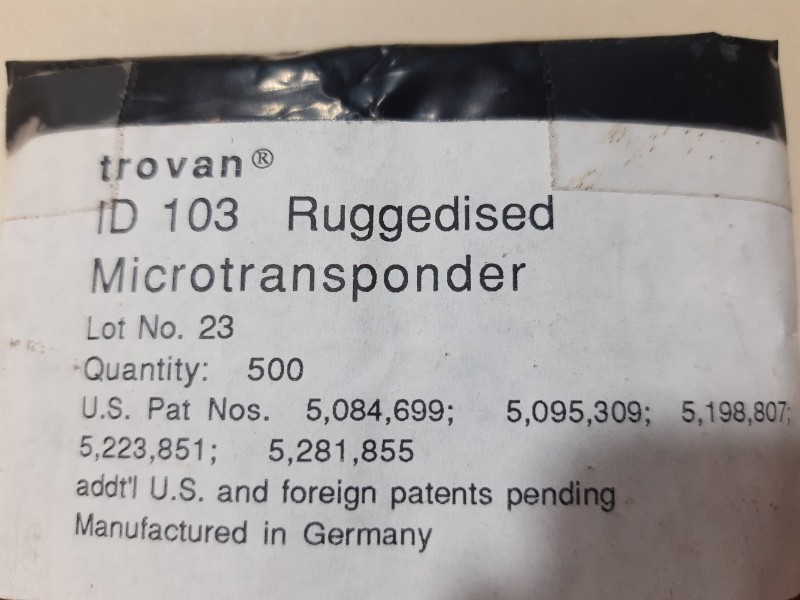 trovan®
ID 103 Ruggedised
Microtransponder
Lot No. 23
Quantity: 500
U.S. Pat Nos. 5,084,699; 5,095,309; 5,198,807;
5,223,851; 5,281,855
addt'l U.S. and foreign patents pending
Manufactured in Germany